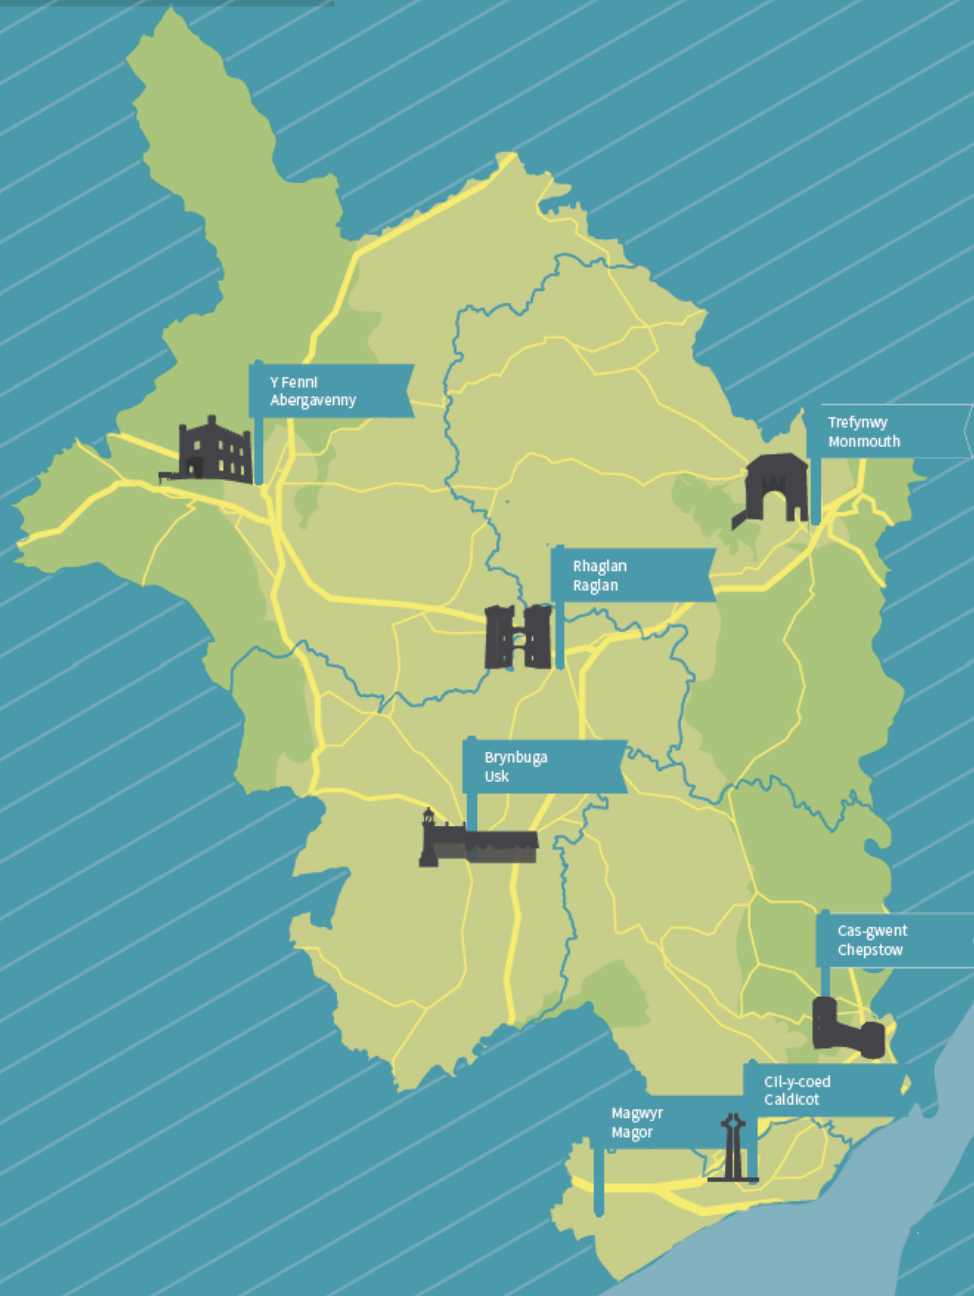 Y Fenni
Abergavenny
Trefynwy
Monmouth
Rhaglan
Raglan
Brynbuga
Usk
Cas-gwent
Chepstow
Cil-y-coed
Caldicot
Magwyr
Magor